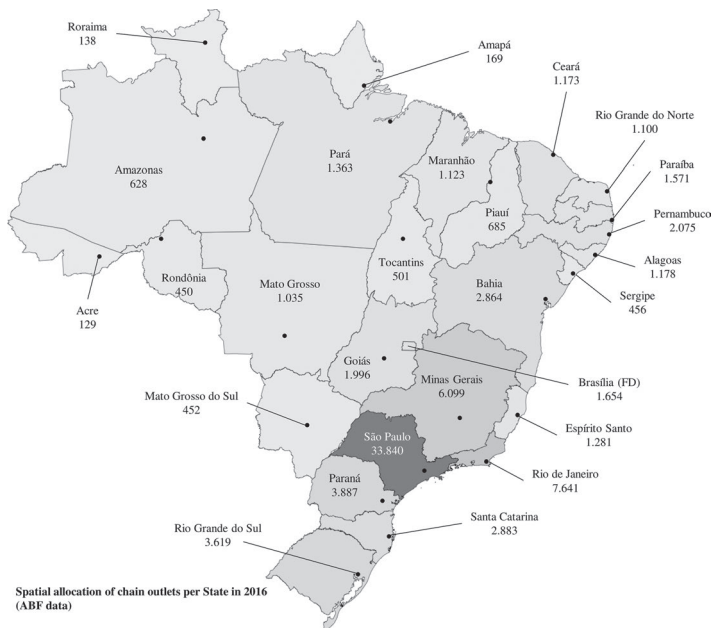 Roraima
138
Amapá
169
Ceará
1.173
Rio Grande do Norte
1.100
Paraíba
1.571
Pernambuco
2.075
Alagoas
1.178
Sergipe
456
Amazonas
628
Pará
1.363
Maranhão
1.123
Piauí
685
Tocantins
501
Acre
129
Rondônia
450
Mato Grosso
1.035
Bahia
2.864
Goiás
1.996
Brasília (FD)
1.654
Minas Gerais
6.099
Espírito Santo
1.281
Mato Grosso do Sul
452
São Paulo
33.840
Rio de Janeiro
7.641
Paraná
3.887
Santa Catarina
2.883
Rio Grande do Sul
3.619
Spatial allocation of chain outlets per State in 2016
(ABF data)